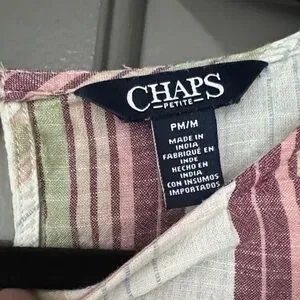 CHAPS
PETITE
PM/M
MADE IN
INDIA
FABRIQUÉ EN
INDE
HECHO EN
INDIA
CON INSUMOS
IMPORTADOS